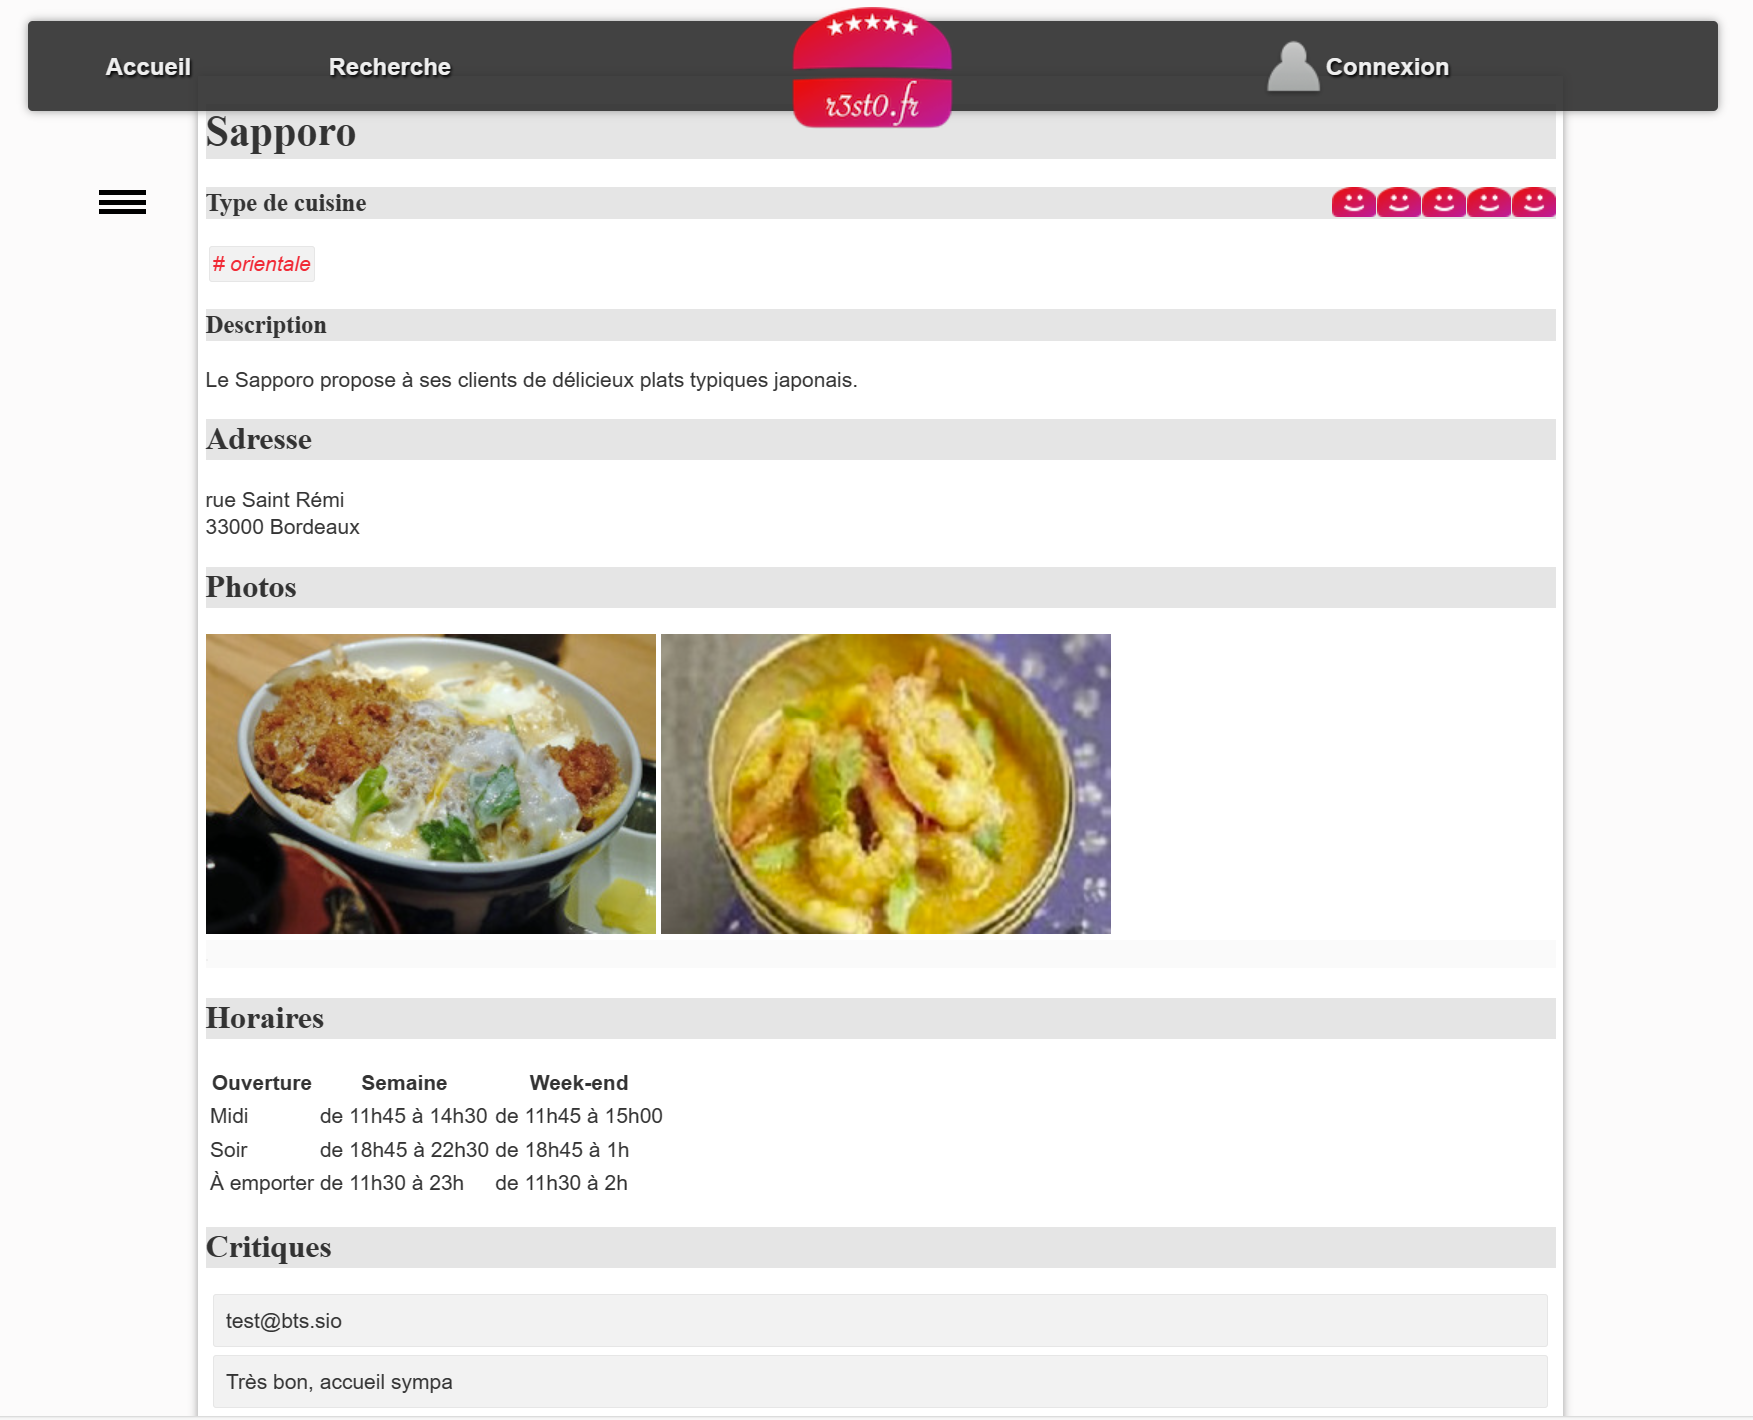 Accueil
Recherche
r3st0.fr
Connexion
Sapporo
Type de cuisine
# orientale
Description
Le Sapporo propose à ses clients de délicieux plats typiques japonais.
Adresse
rue Saint Rémi
33000 Bordeaux
Photos
Horaires
Ouverture Semaine Week-end
Midi de 11h45 à 14h30 de 11h45 à 15h00
Soir de 18h45 à 22h30 de 18h45 à 1h
À emporter de 11h30 à 23h de 11h30 à 2h
Critiques
test@bts.sio
Très bon, accueil sympa